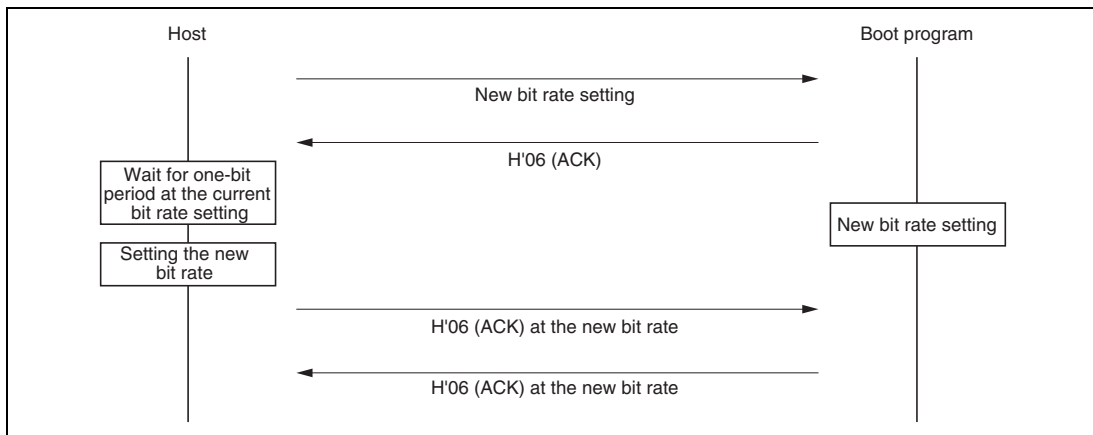 Host
Boot program
New bit rate setting
H'06 (ACK)
Wait for one-bit
period at the current
bit rate setting
New bit rate setting
Setting the new
bit rate
H'06 (ACK) at the new bit rate
H'06 (ACK) at the new bit rate